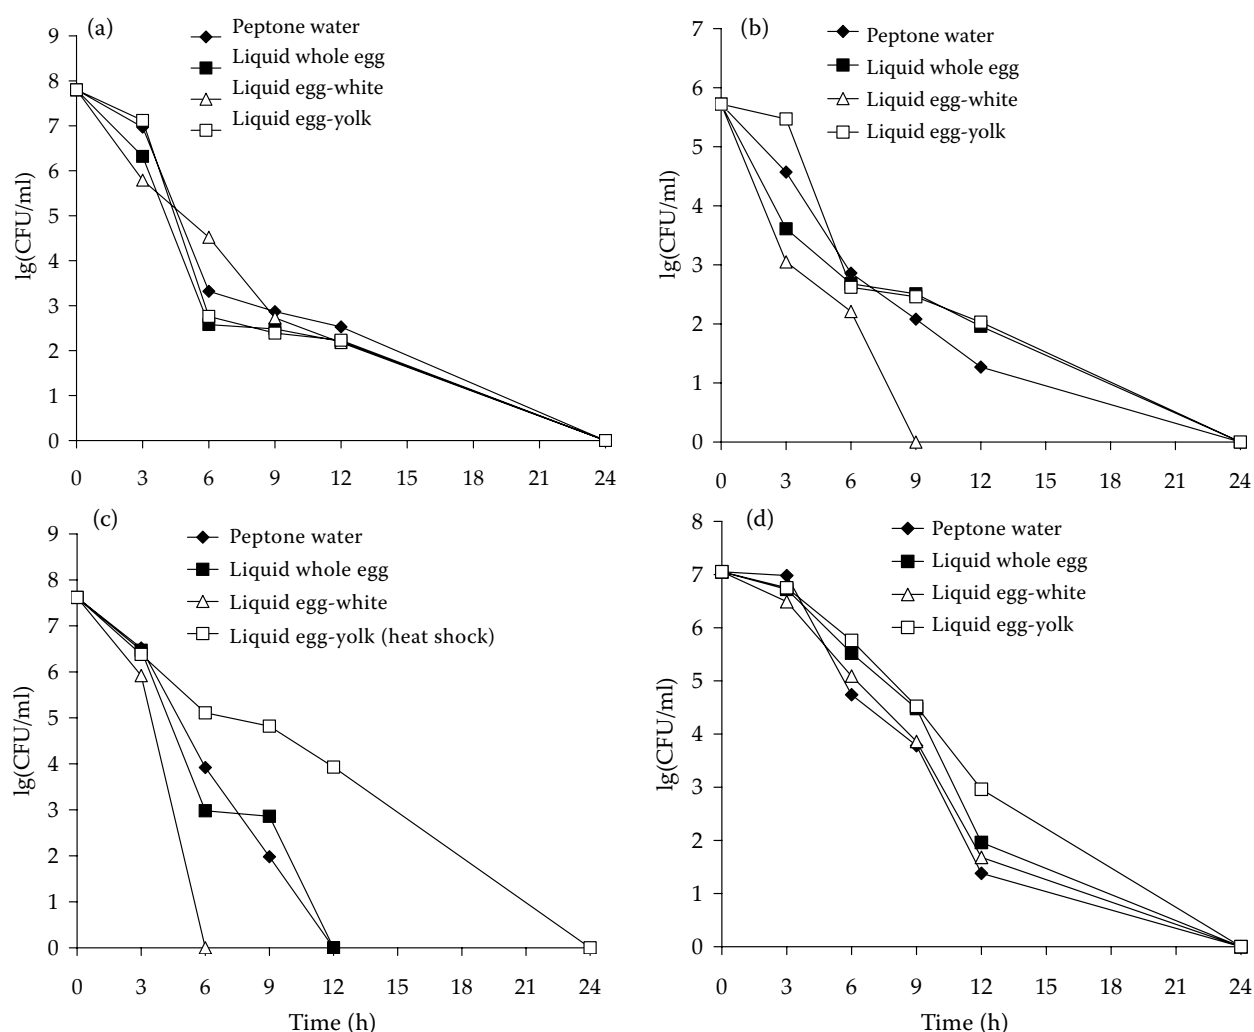 (a)
Peptone water
Liquid whole egg
Liquid egg-white
Liquid egg-yolk
lg(CFU/ml)
9
8
7
6
5
4
3
2
1
0
0 3 6 9 12 15 18 21 24
(b)
Peptone water
Liquid whole egg
Liquid egg-white
Liquid egg-yolk
lg(CFU/ml)
7
6
5
4
3
2
1
0
0 3 6 9 12 15 18 21 24
(c)
Peptone water
Liquid whole egg
Liquid egg-white
Liquid egg-yolk (heat shock)
lg(CFU/ml)
9
8
7
6
5
4
3
2
1
0
0 3 6 9 12 15 18 21 24
Time (h)
(d)
Peptone water
Liquid whole egg
Liquid egg-white
Liquid egg-yolk
lg(CFU/ml)
8
7
6
5
4
3
2
1
0
0 3 6 9 12 15 18 21 24
Time (h)